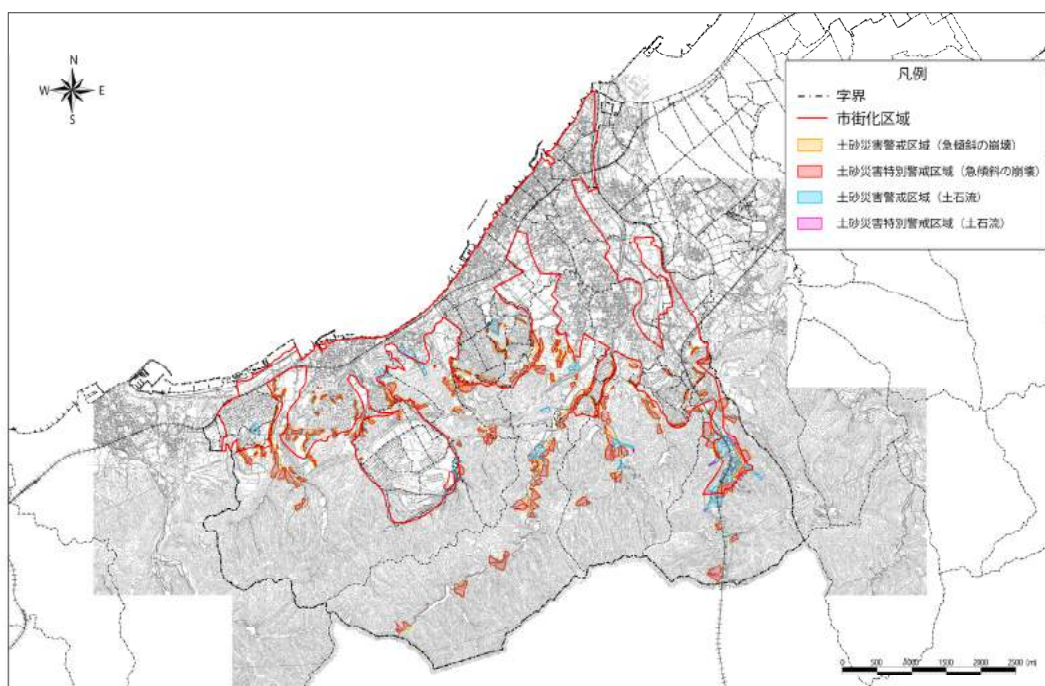 N
W E
S
凡例
字界
市街化区域
土砂災害警戒区域（急傾斜の崩壊）
土砂災害特別警戒区域（急傾斜の崩壊）
土砂災害警戒区域（土石流）
土砂災害特別警戒区域（土石流）
0 500 1000 1500 2000 2500 (m)